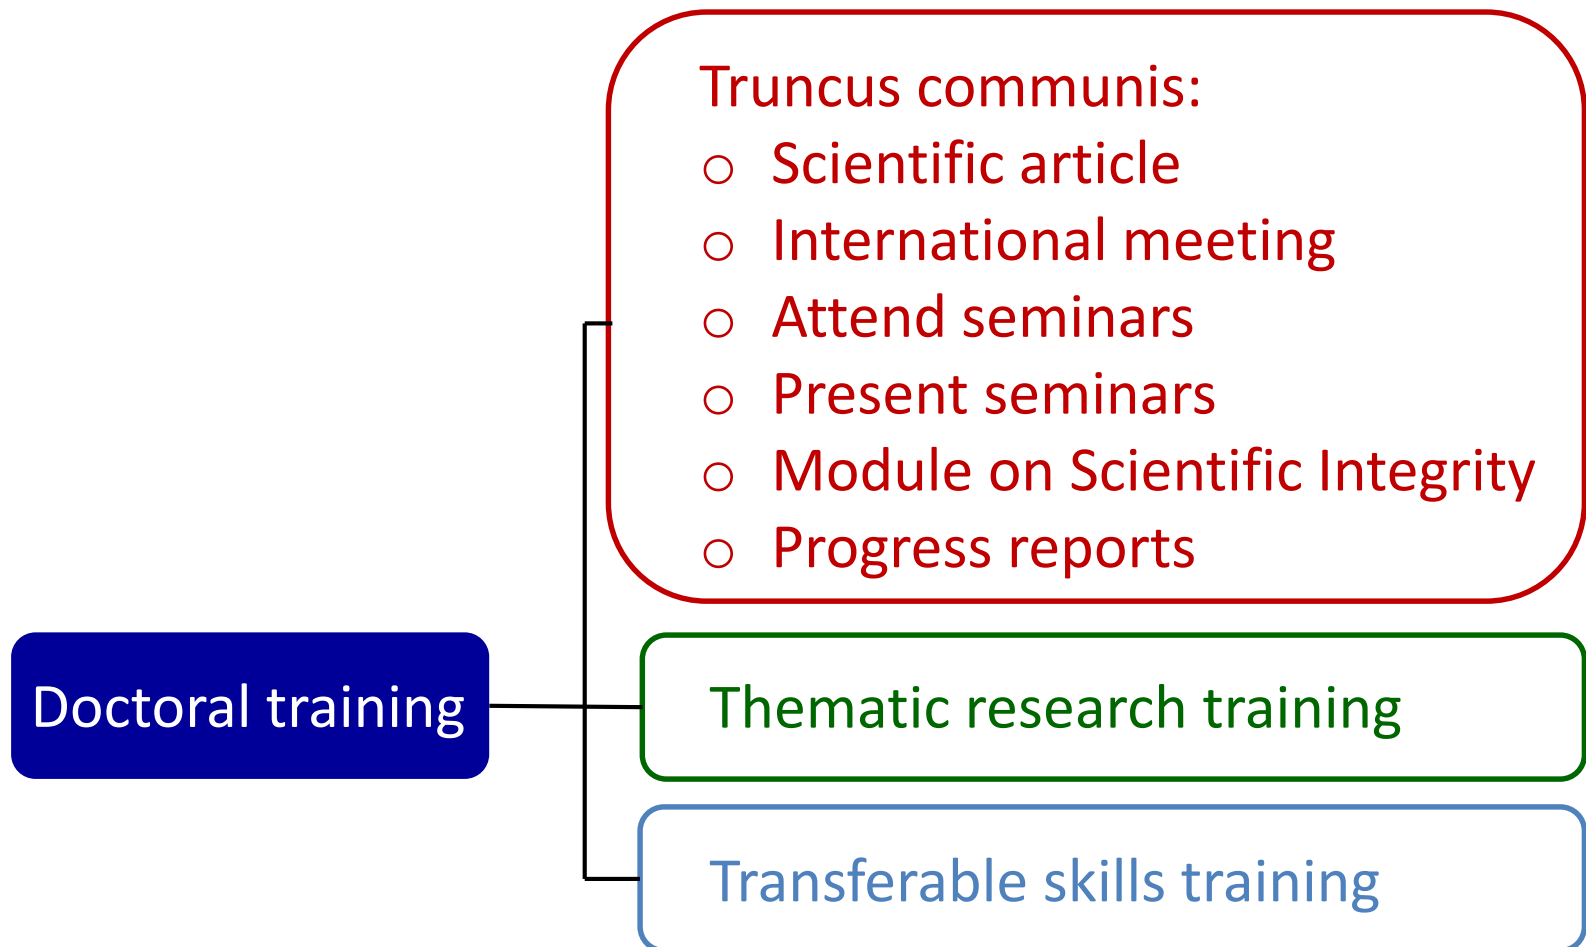 Truncus communis:
○ Scientific article
○ International meeting
○ Attend seminars
○ Present seminars
○ Module on Scientific Integrity
○ Progress reports
Doctoral training
Thematic research training
Transferable skills training